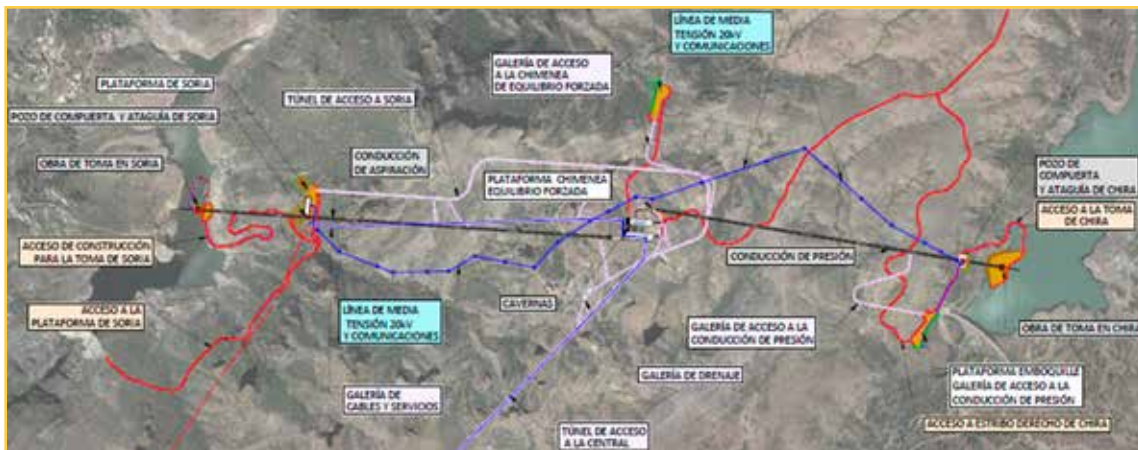 LÍNEA DE MEDIA
TENSIÓN 20kV
Y COMUNICACIONES
GALERÍA DE ACCESO
A LA CHIMENEA
DE EQUILIBRIO FORZADA
PLATAFORMA DE SORIA
TÚNEL DE ACCESO A SORIA
POZO DE COMPUERTA Y ATAGUÍA DE SORIA
OBRA DE TOMA EN SORIA
CONDUCCIÓN
DE ASPIRACIÓN
PLATAFORMA CHIMENEA
EQUILIBRIO FORZADA
POZO DE
COMPUERTA
Y ATAGUÍA DE CHIRA
ACCESO A LA TOMA
DE CHIRA
ACCESO DE CONSTRUCCIÓN
PARA LA TOMA DE SORIA
CONDUCCIÓN DE PRESIÓN
ACCESO A LA
PLATAFORMA DE SORIA
LÍNEA DE MEDIA
TENSIÓN 20kV
Y COMUNICACIONES
CAVERNAS
GALERÍA DE ACCESO A LA
CONDUCCIÓN DE PRESIÓN
OBRA DE TOMA EN CHIRA
GALERÍA DE DRENAJE
PLATAFORMA EMBOQUILLE
GALERÍA DE ACCESO A LA
CONDUCCIÓN DE PRESIÓN
GALERÍA DE
CABLES Y SERVICIOS
ACCESO A ESTRIBO DERECHO DE CHIRA
TÚNEL DE ACCESO
A LA CENTRAL